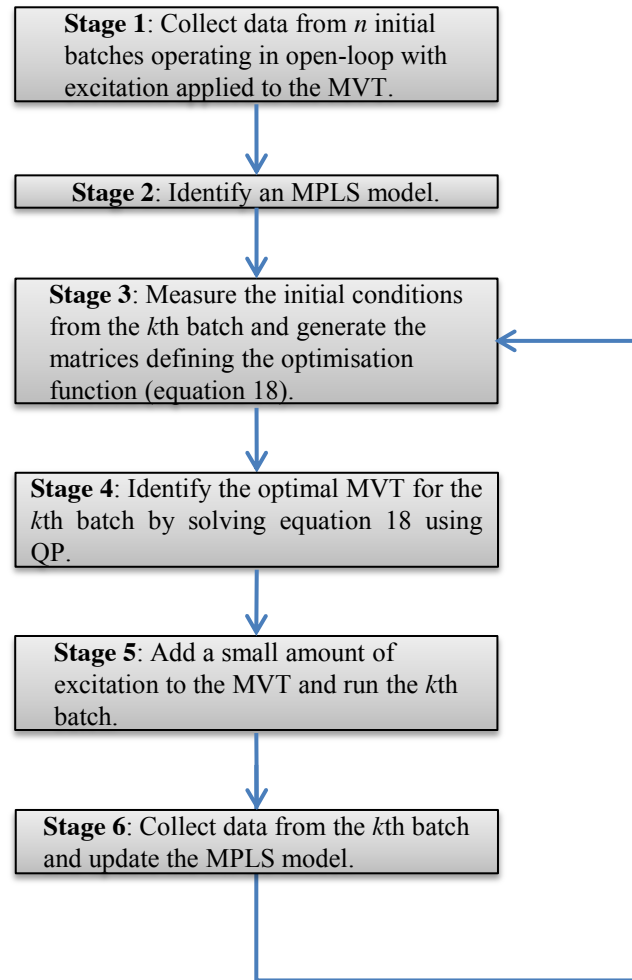 Stage 1: Collect data from n initial
batches operating in open-loop with
excitation applied to the MVT.
Stage 2: Identify an MPLS model.
Stage 3: Measure the initial conditions
from the kth batch and generate the
matrices defining the optimisation
function (equation 18).
Stage 4: Identify the optimal MVT for the
kth batch by solving equation 18 using
QP.
Stage 5: Add a small amount of
excitation to the MVT and run the kth
batch.
Stage 6: Collect data from the kth batch
and update the MPLS model.